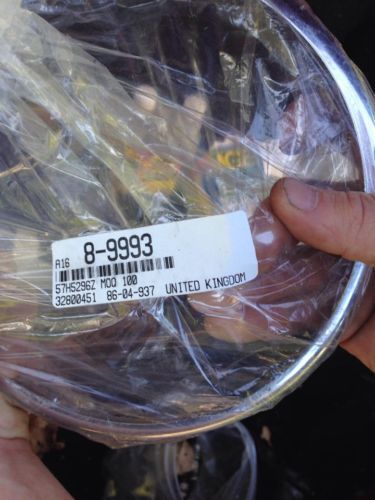 A16 8-9993
57H5296Z MOQ 100
32800451 86-04-937 UNITED KINGDOM